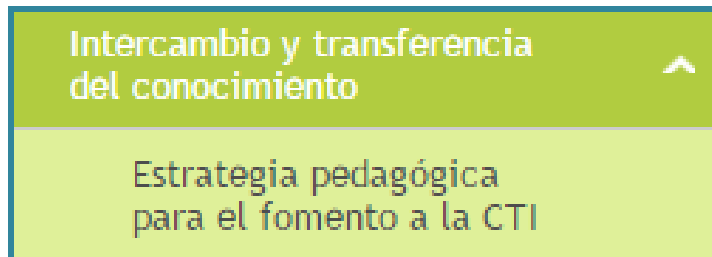 Intercambio y transferencia
del conocimiento
Estrategia pedagógica
para el fomento a la CTI